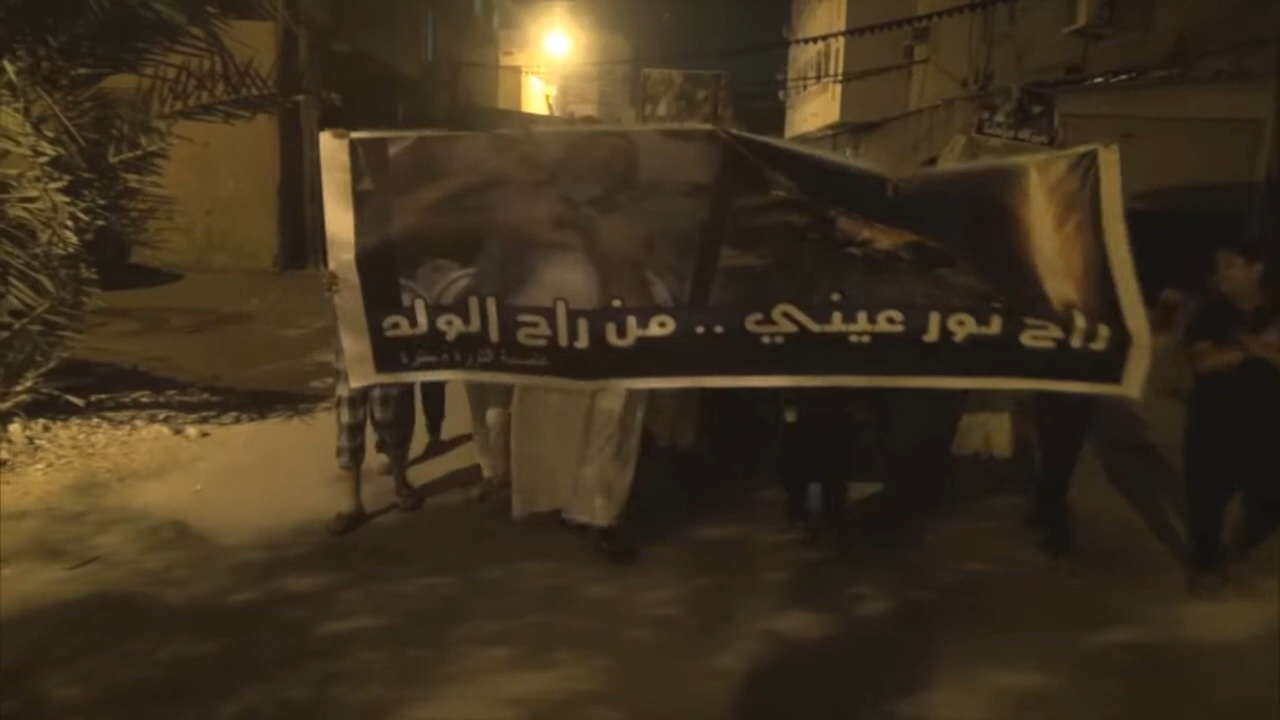 راح نور عيني .. من راح الولد